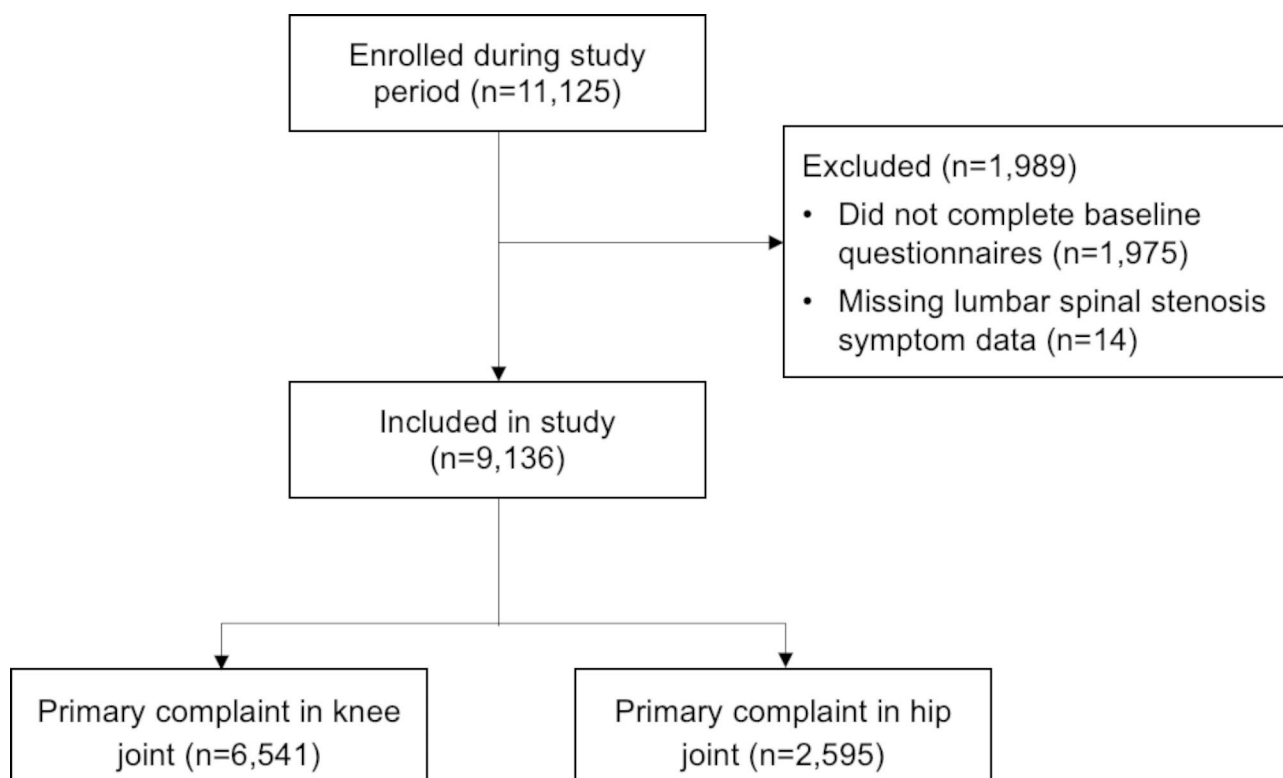 Enrolled during study
period (n=11,125)
Excluded (n=1,989)
• Did not complete baseline
questionnaires (n=1,975)
• Missing lumbar spinal stenosis
symptom data (n=14)
Included in study
(n=9,136)
Primary complaint in knee
joint (n=6,541)
Primary complaint in hip
joint (n=2,595)